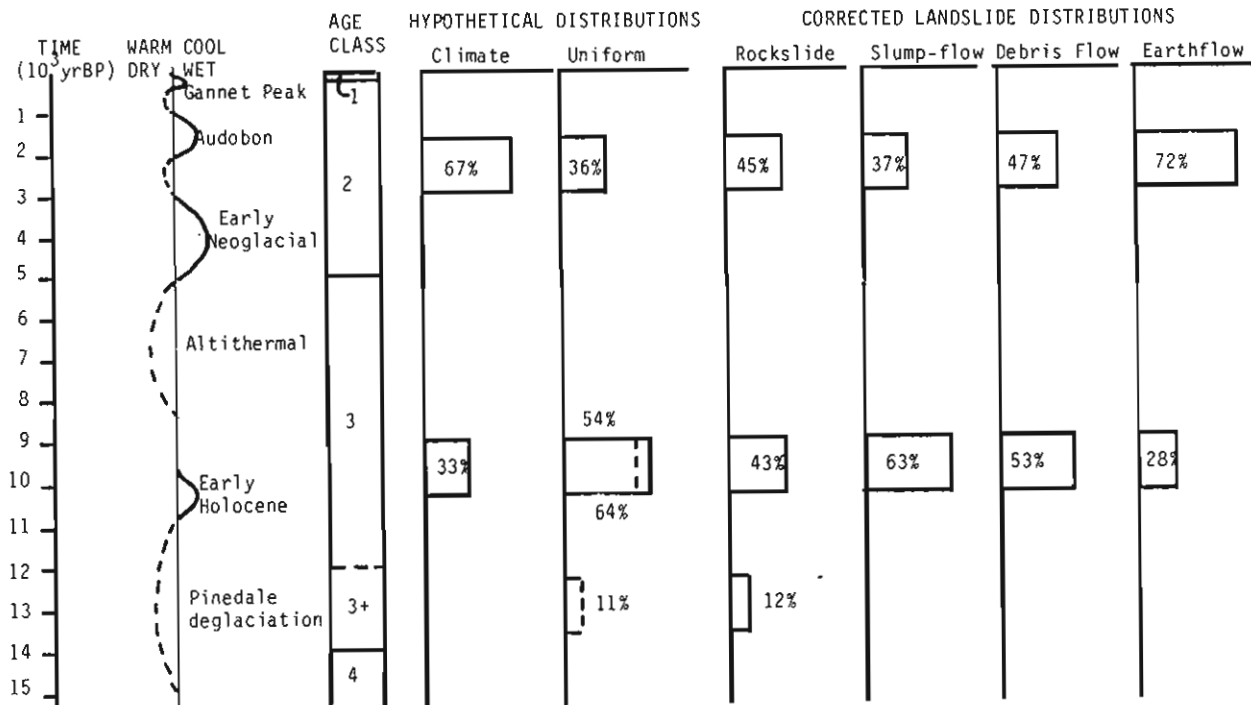 AGE CLASS
HYPOTHETICAL DISTRIBUTIONS
CORRECTED LANDSLIDE DISTRIBUTIONS
TIME
(10³yrBP)
WARM COOL
DRY WET
Climate
Uniform
Rockslide
Slump-flow
Debris Flow
Earthflow
Gannet Peak
1
1
Audobon
2
67%
36%
45%
37%
47%
72%
2
3
Early
Neoglacial
4
5
6
Altithermal
7
8
3
54%
9
33%
43%
63%
53%
28%
10
Early
Holocene
64%
11
12
Pinedale
deglaciation
3+
11%
12%
13
14
4
15